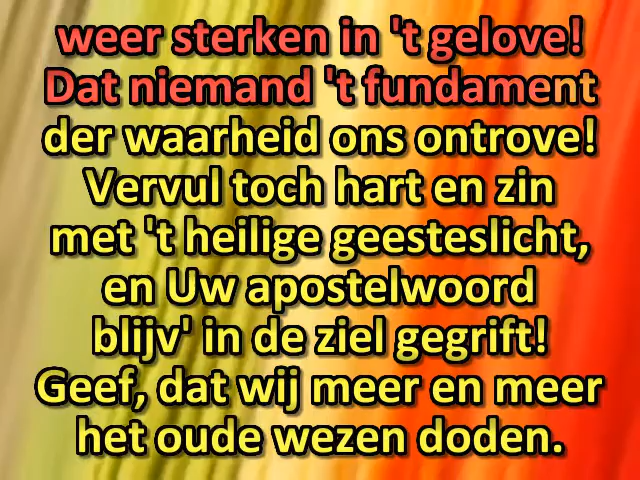 weer sterken in 't gelove!
Dat niemand 't fundament
der waarheid ons ontrove!
Vervul toch hart en zin
met 't heilige geesteslicht,
en Uw apostelwoord
blijv' in de ziel gegrift!
Geef, dat wij meer en meer
het oude wezen doden.